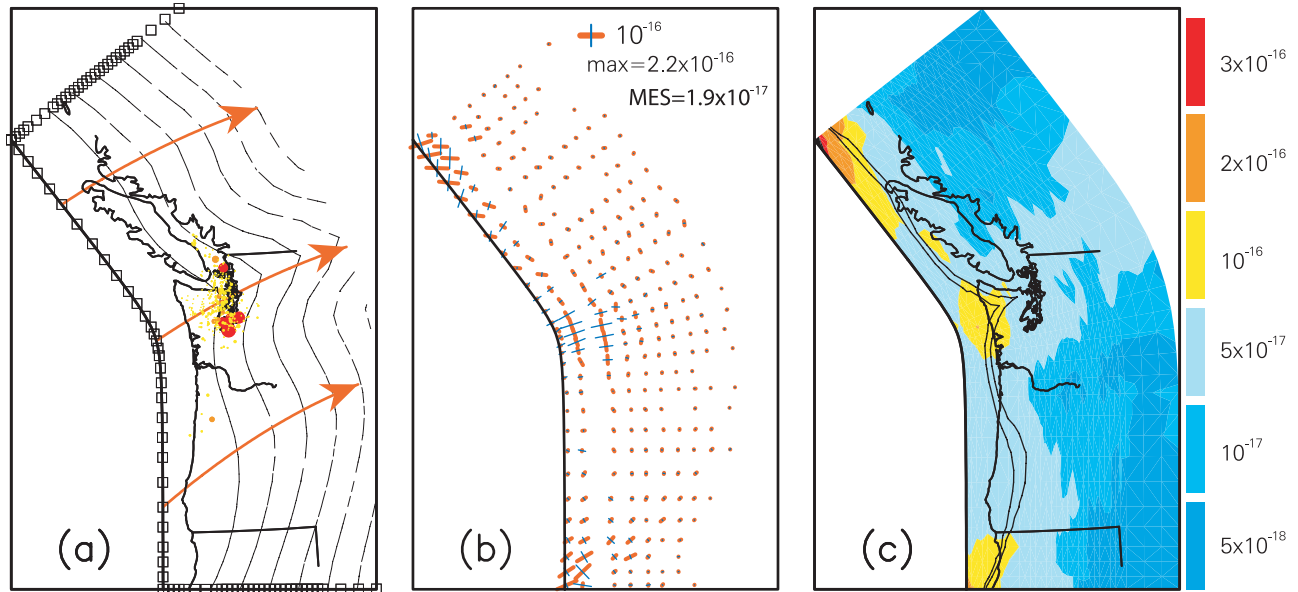 10⁻¹⁶
max=2.2x10⁻¹⁶
MES=1.9x10⁻¹⁷
3x10⁻¹⁶
2x10⁻¹⁶
10⁻¹⁶
5x10⁻¹⁷
10⁻¹⁷
5x10⁻¹⁸
(a)
(b)
(c)